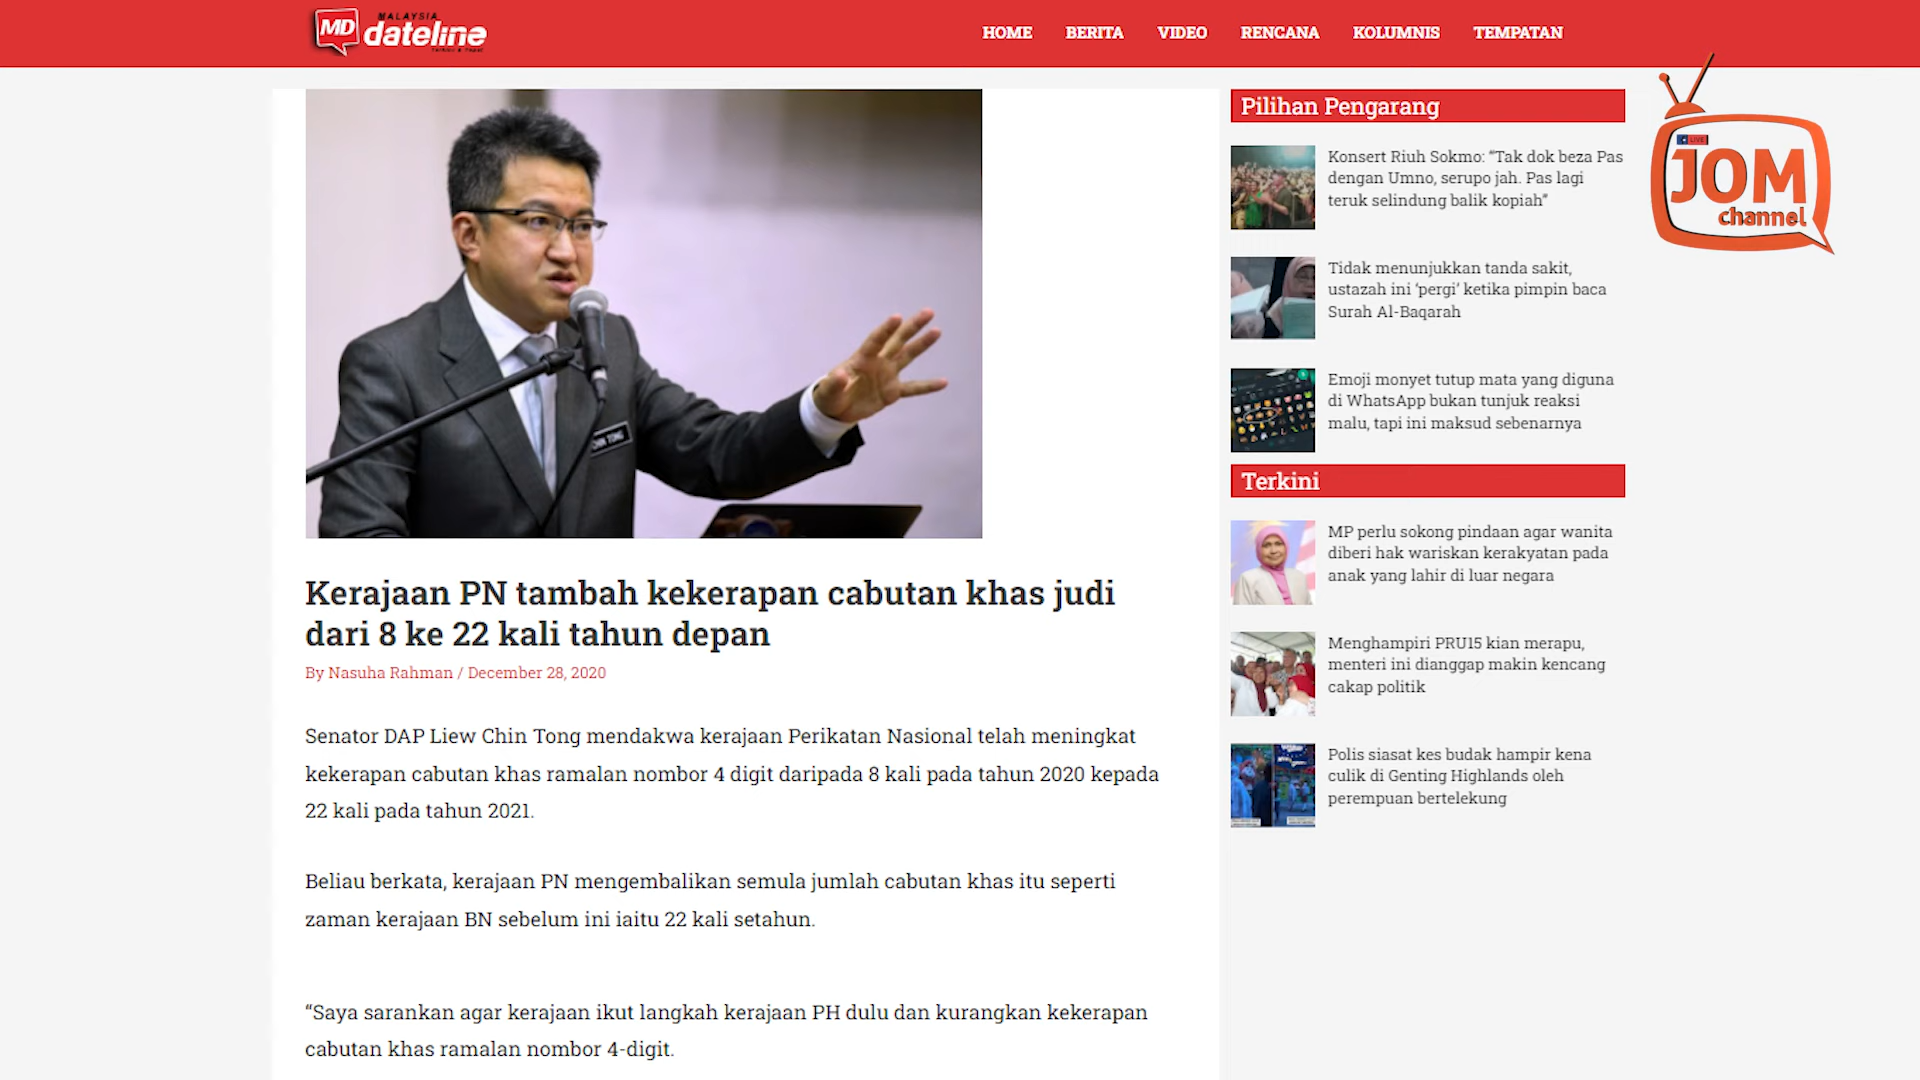 MD MALAYSIA
dateline
HOME BERITA VIDEO RENCANA KOLUMNIS TEMPATAN
LIVE
JOM
channel
CHIN TONG
Kerajaan PN tambah kekerapan cabutan khas judi
dari 8 ke 22 kali tahun depan
By Nasuha Rahman / December 28, 2020
Senator DAP Liew Chin Tong mendakwa kerajaan Perikatan Nasional telah meningkat
kekerapan cabutan khas ramalan nombor 4 digit daripada 8 kali pada tahun 2020 kepada
22 kali pada tahun 2021.
Beliau berkata, kerajaan PN mengembalikan semula jumlah cabutan khas itu seperti
zaman kerajaan BN sebelum ini iaitu 22 kali setahun.
“Saya sarankan agar kerajaan ikut langkah kerajaan PH dulu dan kurangkan kekerapan
cabutan khas ramalan nombor 4-digit.
Pilihan Pengarang
Konsert Riuh Sokmo: “Tak dok beza Pas
dengan Umno, serupo jah. Pas lagi
teruk selindung balik kopiah”
Tidak menunjukkan tanda sakit,
ustazah ini ‘pergi’ ketika pimpin baca
Surah Al-Baqarah
Emoji monyet tutup mata yang diguna
di WhatsApp bukan tunjuk reaksi
malu, tapi ini maksud sebenarnya
Terkini
MP perlu sokong pindaan agar wanita
diberi hak wariskan kerakyatan pada
anak yang lahir di luar negara
Menghampiri PRU15 kian merapu,
menteri ini dianggap makin kencang
cakap politik
Polis siasat kes budak hampir kena
culik di Genting Highlands oleh
perempuan bertelekung